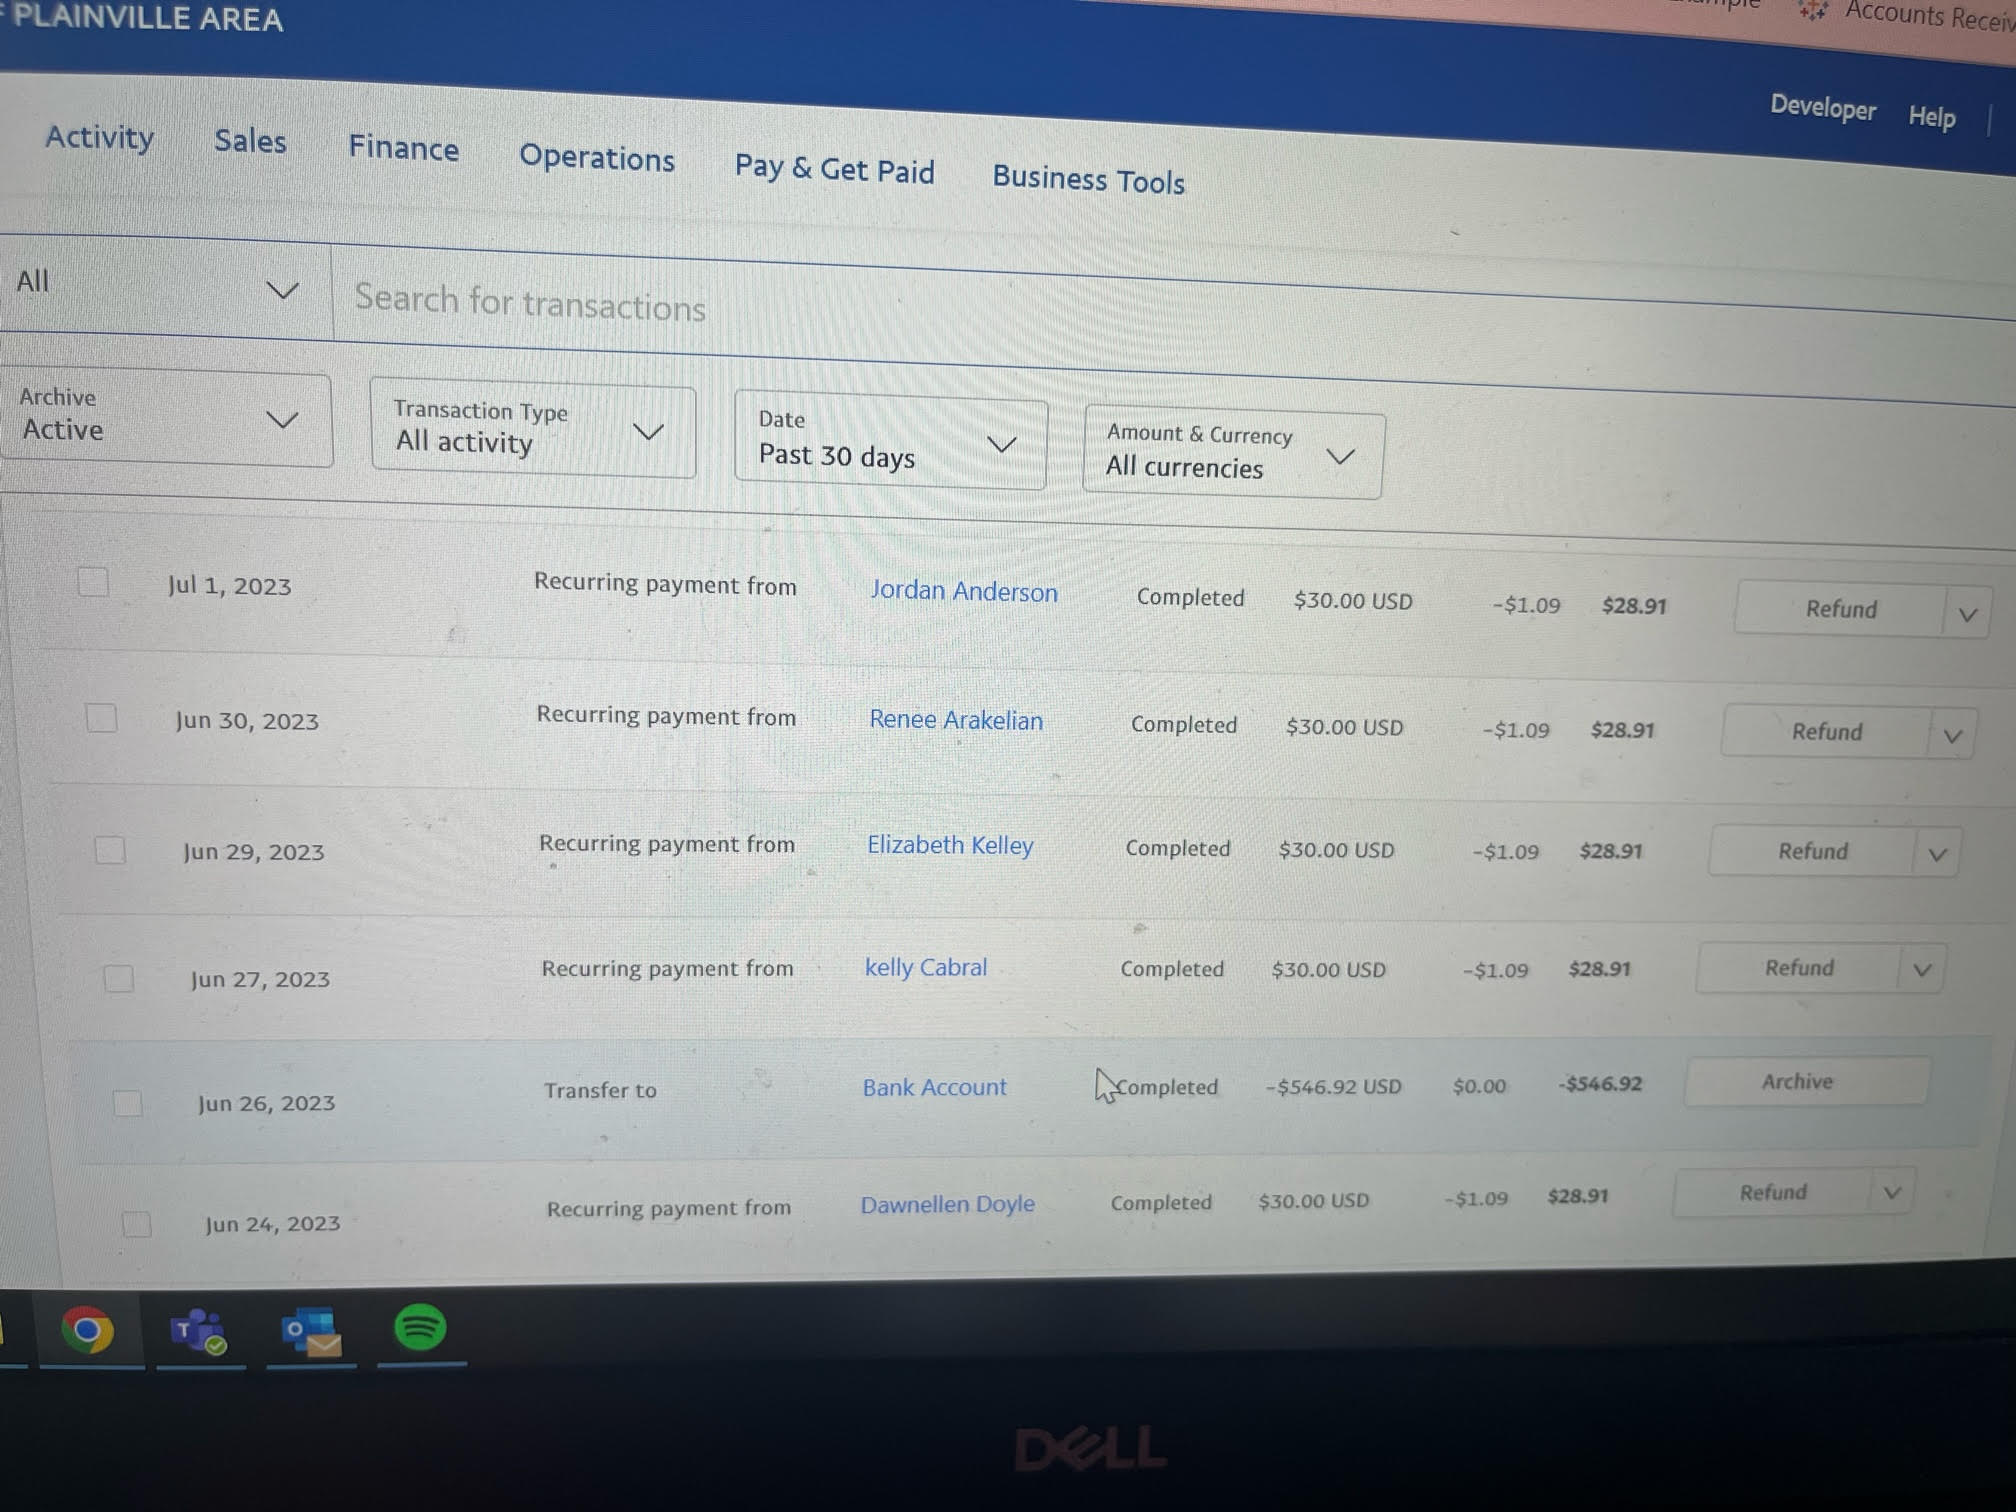 PLAINVILLE AREA
Accounts Receiv
Developer Help
Activity Sales Finance Operations Pay & Get Paid Business Tools
All
Search for transactions
Archive
Active
Transaction Type
All activity
Date
Past 30 days
Amount & Currency
All currencies
Jul 1, 2023 Recurring payment from Jordan Anderson Completed $30.00 USD -$1.09 $28.91 Refund
Jun 30, 2023 Recurring payment from Renee Arakelian Completed $30.00 USD -$1.09 $28.91 Refund
Jun 29, 2023 Recurring payment from Elizabeth Kelley Completed $30.00 USD -$1.09 $28.91 Refund
Jun 27, 2023 Recurring payment from kelly Cabral Completed $30.00 USD -$1.09 $28.91 Refund
Jun 26, 2023 Transfer to Bank Account Completed -$546.92 USD $0.00 -$546.92 Archive
Jun 24, 2023 Recurring payment from Dawnellen Doyle Completed $30.00 USD -$1.09 $28.91 Refund
DELL